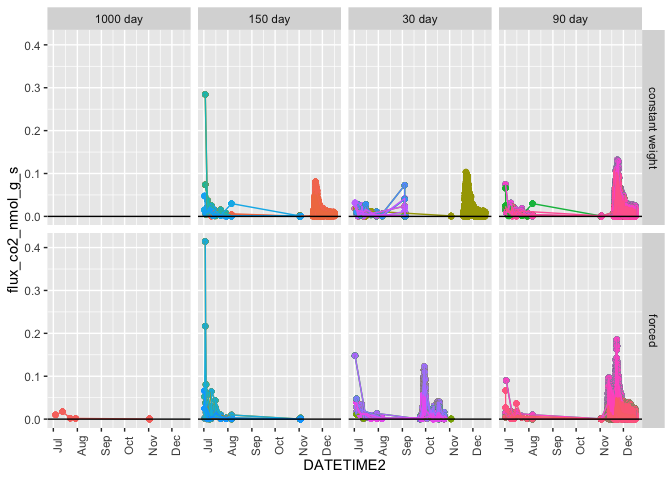 1000 day 150 day 30 day 90 day
0.4
0.3
0.2
0.1
0.0
constant weight
0.4
0.3
0.2
0.1
0.0
forced
flux_co2_nmol_g_s
Jul Aug Sep Oct Nov Dec Jul Aug Sep Oct Nov Dec Jul Aug Sep Oct Nov Dec Jul Aug Sep Oct Nov Dec
DATETIME2